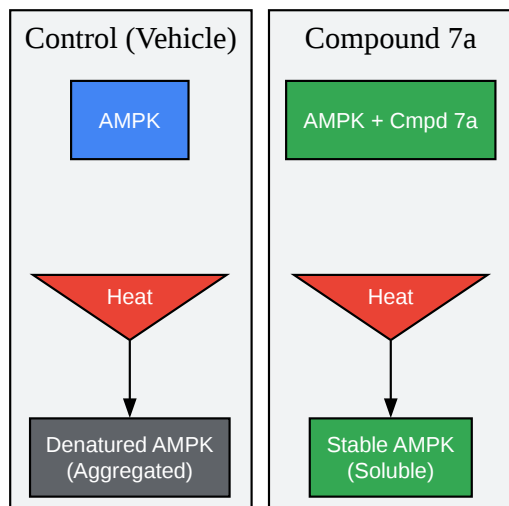 Control (Vehicle)
AMPK
Heat
Denatured AMPK
(Aggregated)
Compound 7a
AMPK + Cmpd 7a
Heat
Stable AMPK
(Soluble)